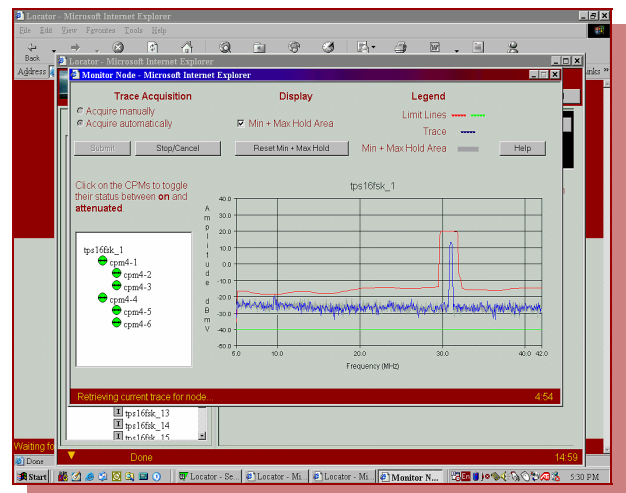 Locator - Microsoft Internet Explorer
File Edit View Favorites Tools Help
Back
Address
Locator - Microsoft Internet Explorer
Monitor Node - Microsoft Internet Explorer
Trace Acquisition
Display
Legend
Acquire manually
Acquire automatically
Min + Max Hold Area
Limit Lines
Trace
Submit
Stop/Cancel
Reset Min + Max Hold
Min + Max Hold Area
Help
Click on the CPMs to toggle
their status between on and
attenuated
tps16fsk_1
cpm4-1
cpm4-2
cpm4-3
cpm4-4
cpm4-5
cpm4-6
tps16fsk_1
Amplitude dBmV
40.0
30.0
20.0
10.0
0.0
-10.0
-20.0
-30.0
-40.0
-50.0
5.0 10.0 20.0 30.0 40.0 42.0
Frequency (MHz)
Retrieving current trace for node...
4:54
tps16fsk_13
tps16fsk_14
tps16fsk_15
Waiting fo
Done
14:59
Done
Start
Locator - Se...
Locator - Mi...
Locator - Mi...
Monitor N...
5:30 PM